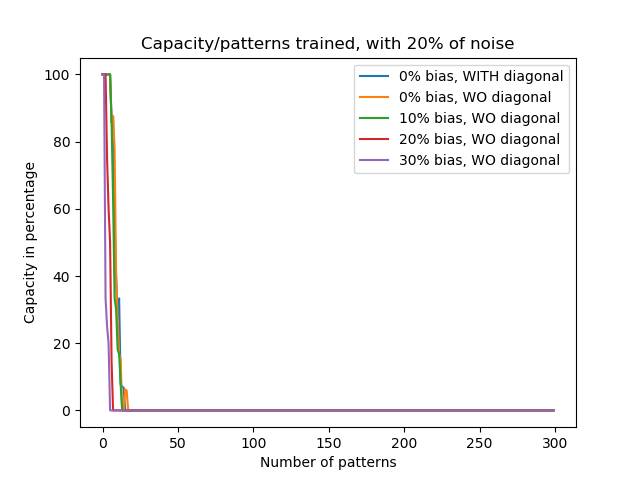 Capacity/patterns trained, with 20% of noise
100
80
60
40
20
0
Capacity in percentage
0% bias, WITH diagonal
0% bias, WO diagonal
10% bias, WO diagonal
20% bias, WO diagonal
30% bias, WO diagonal
0 50 100 150 200 250 300
Number of patterns